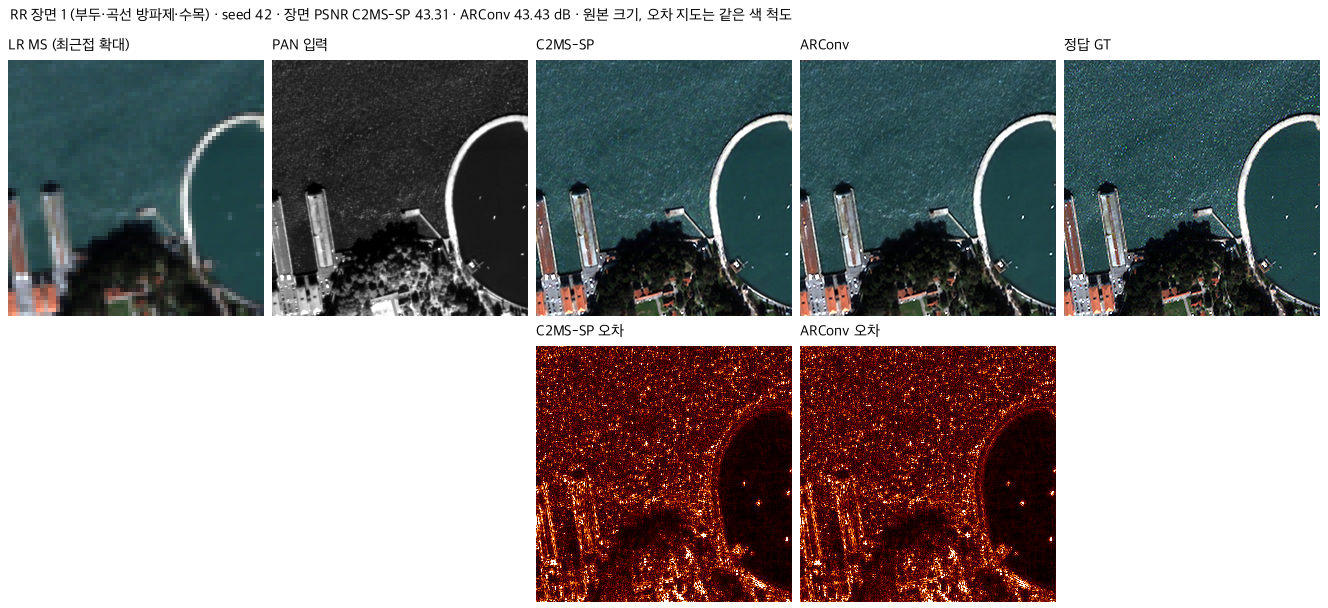 RR 장면 1 (부두·곡선 방파제·수목) · seed 42 · 장면 PSNR C2MS-SP 43.31 · ARConv 43.43 dB · 원본 크기, 오차 지도는 같은 색 척도
LR MS (최근접 확대)
PAN 입력
C2MS-SP
ARConv
정답 GT
C2MS-SP 오차
ARConv 오차